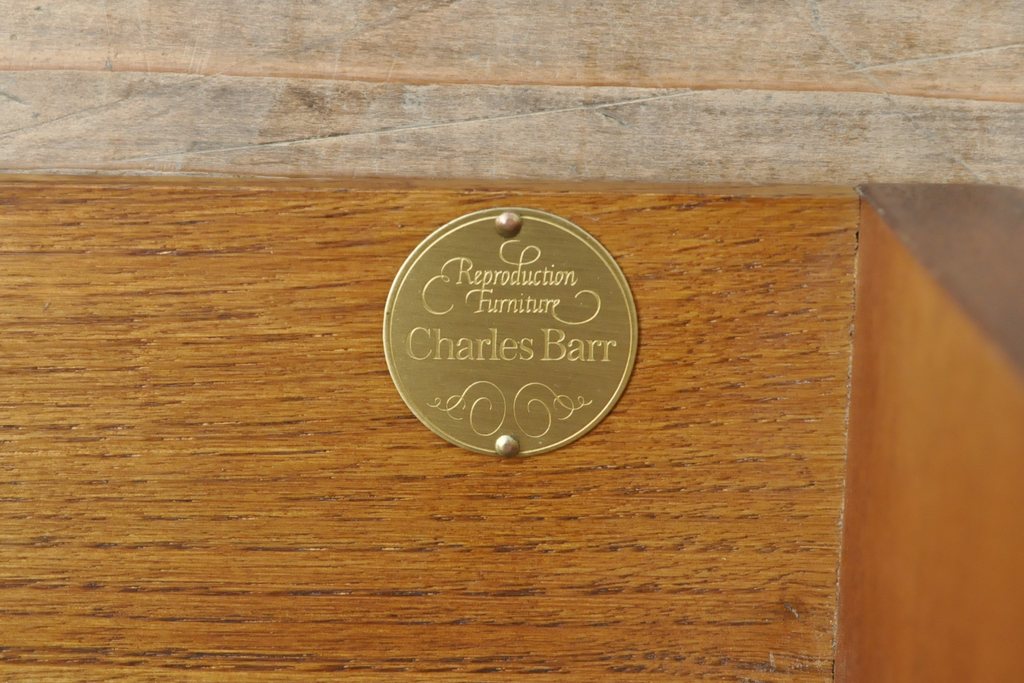 Reproduction
Furniture
Charles Barr